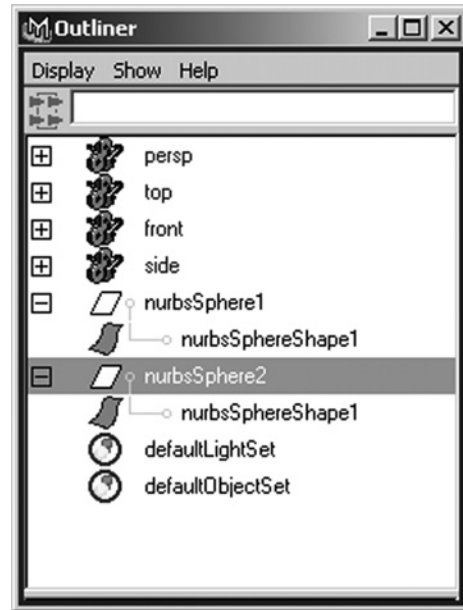 Outliner
Display Show Help
persp
top
front
side
nurbsSphere1
nurbsSphereShape1
nurbsSphere2
nurbsSphereShape1
defaultLightSet
defaultObjectSet